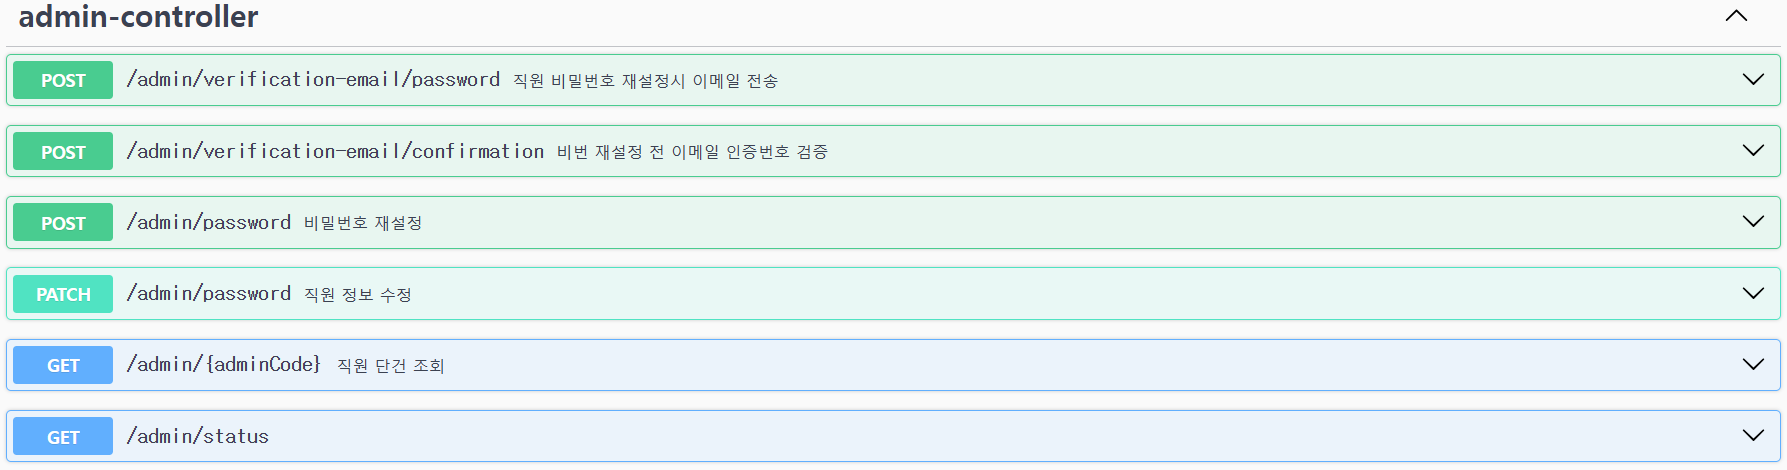 admin-controller
POST /admin/verification-email/password 직원 비밀번호 재설정시 이메일 전송
POST /admin/verification-email/confirmation 비번 재설정 전 이메일 인증번호 검증
POST /admin/password 비밀번호 재설정
PATCH /admin/password 직원 정보 수정
GET /admin/{adminCode} 직원 단건 조회
GET /admin/status